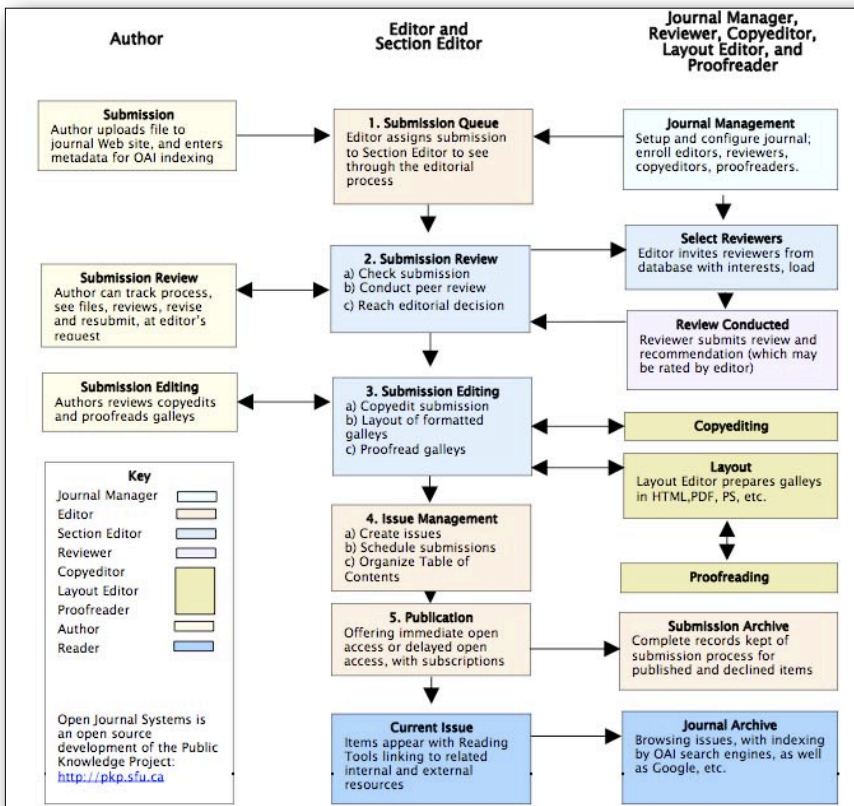 Author
Editor and
Section Editor
Journal Manager,
Reviewer, Copyeditor,
Layout Editor, and
Proofreader
Submission
Author uploads file to
journal Web site, and enters
metadata for OAI indexing
1. Submission Queue
Editor assigns submission
to Section Editor to see
through the editorial
process
Journal Management
Setup and configure journal;
enroll editors, reviewers,
copyeditors, proofreaders.
Submission Review
Author can track process,
see files, reviews, revise
and resubmit, at editor's
request
2. Submission Review
a) Check submission
b) Conduct peer review
c) Reach editorial decision
Select Reviewers
Editor invites reviewers from
database with interests, load
Review Conducted
Reviewer submits review and
recommendation (which may
be rated by editor)
Submission Editing
Authors reviews copyedits
and proofreads galleys
3. Submission Editing
a) Copyedit submission
b) Layout of formatted
galleys
c) Proofread galleys
Copyediting
Layout
Layout Editor prepares galleys
in HTML,PDF, PS, etc.
Proofreading
Key
Journal Manager
Editor
Section Editor
Reviewer
Copyeditor
Layout Editor
Proofreader
Author
Reader
Open Journal Systems is
an open source
development of the Public
Knowledge Project:
http://pkp.sfu.ca
4. Issue Management
a) Create issues
b) Schedule submissions
c) Organize Table of
Contents
5. Publication
Offering immediate open
access or delayed open
access, with subscriptions
Submission Archive
Complete records kept of
submission process for
published and declined items
Current Issue
Items appear with Reading
Tools linking to related
internal and external
resources
Journal Archive
Browsing issues, with indexing
by OAI search engines, as well
as Google, etc.